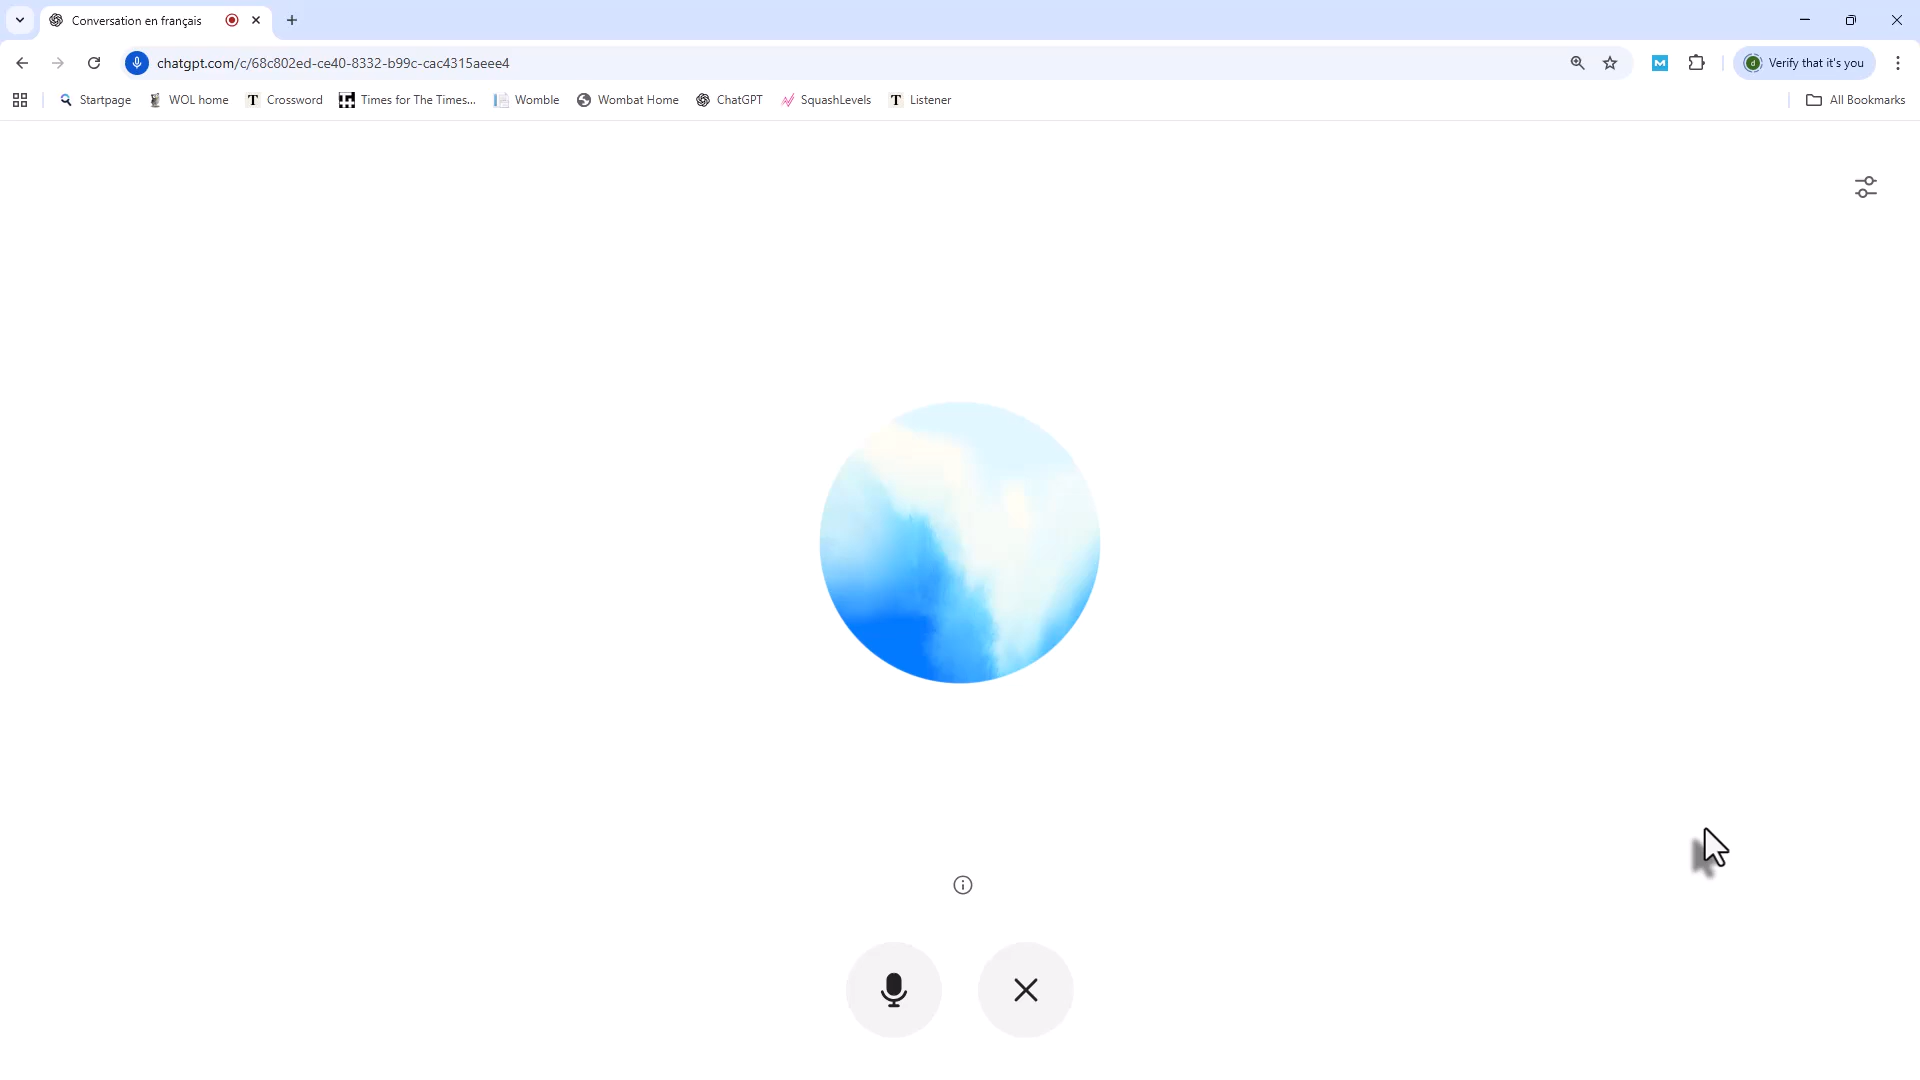 Conversation en français
chatgpt.com/c/68c802ed-ce40-8332-b99c-cac4315aeee4
Verify that it's you
Startpage
WOL home
Crossword
Times for The Times...
Womble
Wombat Home
ChatGPT
SquashLevels
Listener
All Bookmarks